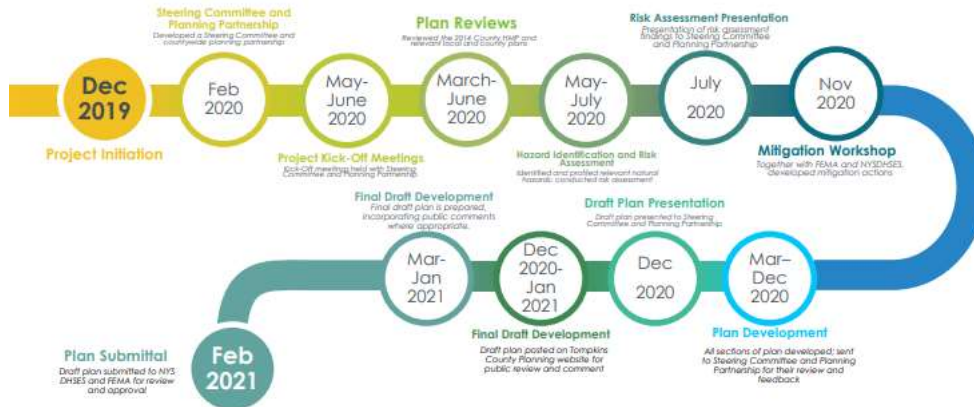 Dec
2019
Project Initiation
Steering Committee and
Planning Partnership
Developed a Steering Committee and
countywide planning partnership
Feb
2020
May-
June
2020
Project Kick-Off Meetings
Kick-Off meetings held with Steering
Committee and Planning Partnership
Plan Reviews
Reviewed the 2014 County HMP and
relevant local and county plans
March-
June
2020
May-
July
2020
Hazard Identification and Risk
Assessment
Identified and profiled relevant natural
hazards; conducted risk assessment
Risk Assessment Presentation
Presentation of risk assessment
findings to Steering Committee
and Planning Partnership
July
2020
Nov
2020
Mitigation Workshop
Together with FEMA and NYSDHSES,
developed mitigation actions
Mar–
Dec
2020
Plan Development
All sections of plan developed; sent
to Steering Committee and Planning
Partnership for their review and
feedback
Draft Plan Presentation
Draft plan presented to Steering
Committee and Planning Partnership
Dec
2020
Dec
2020-
Jan
2021
Final Draft Development
Draft plan posted on Tompkins
County Planning website for
public review and comment
Final Draft Development
Final draft plan is prepared,
incorporating public comments
where appropriate.
Mar-
Jan
2021
Plan Submittal
Draft plan submitted to NYS
DHSES and FEMA for review
and approval
Feb
2021